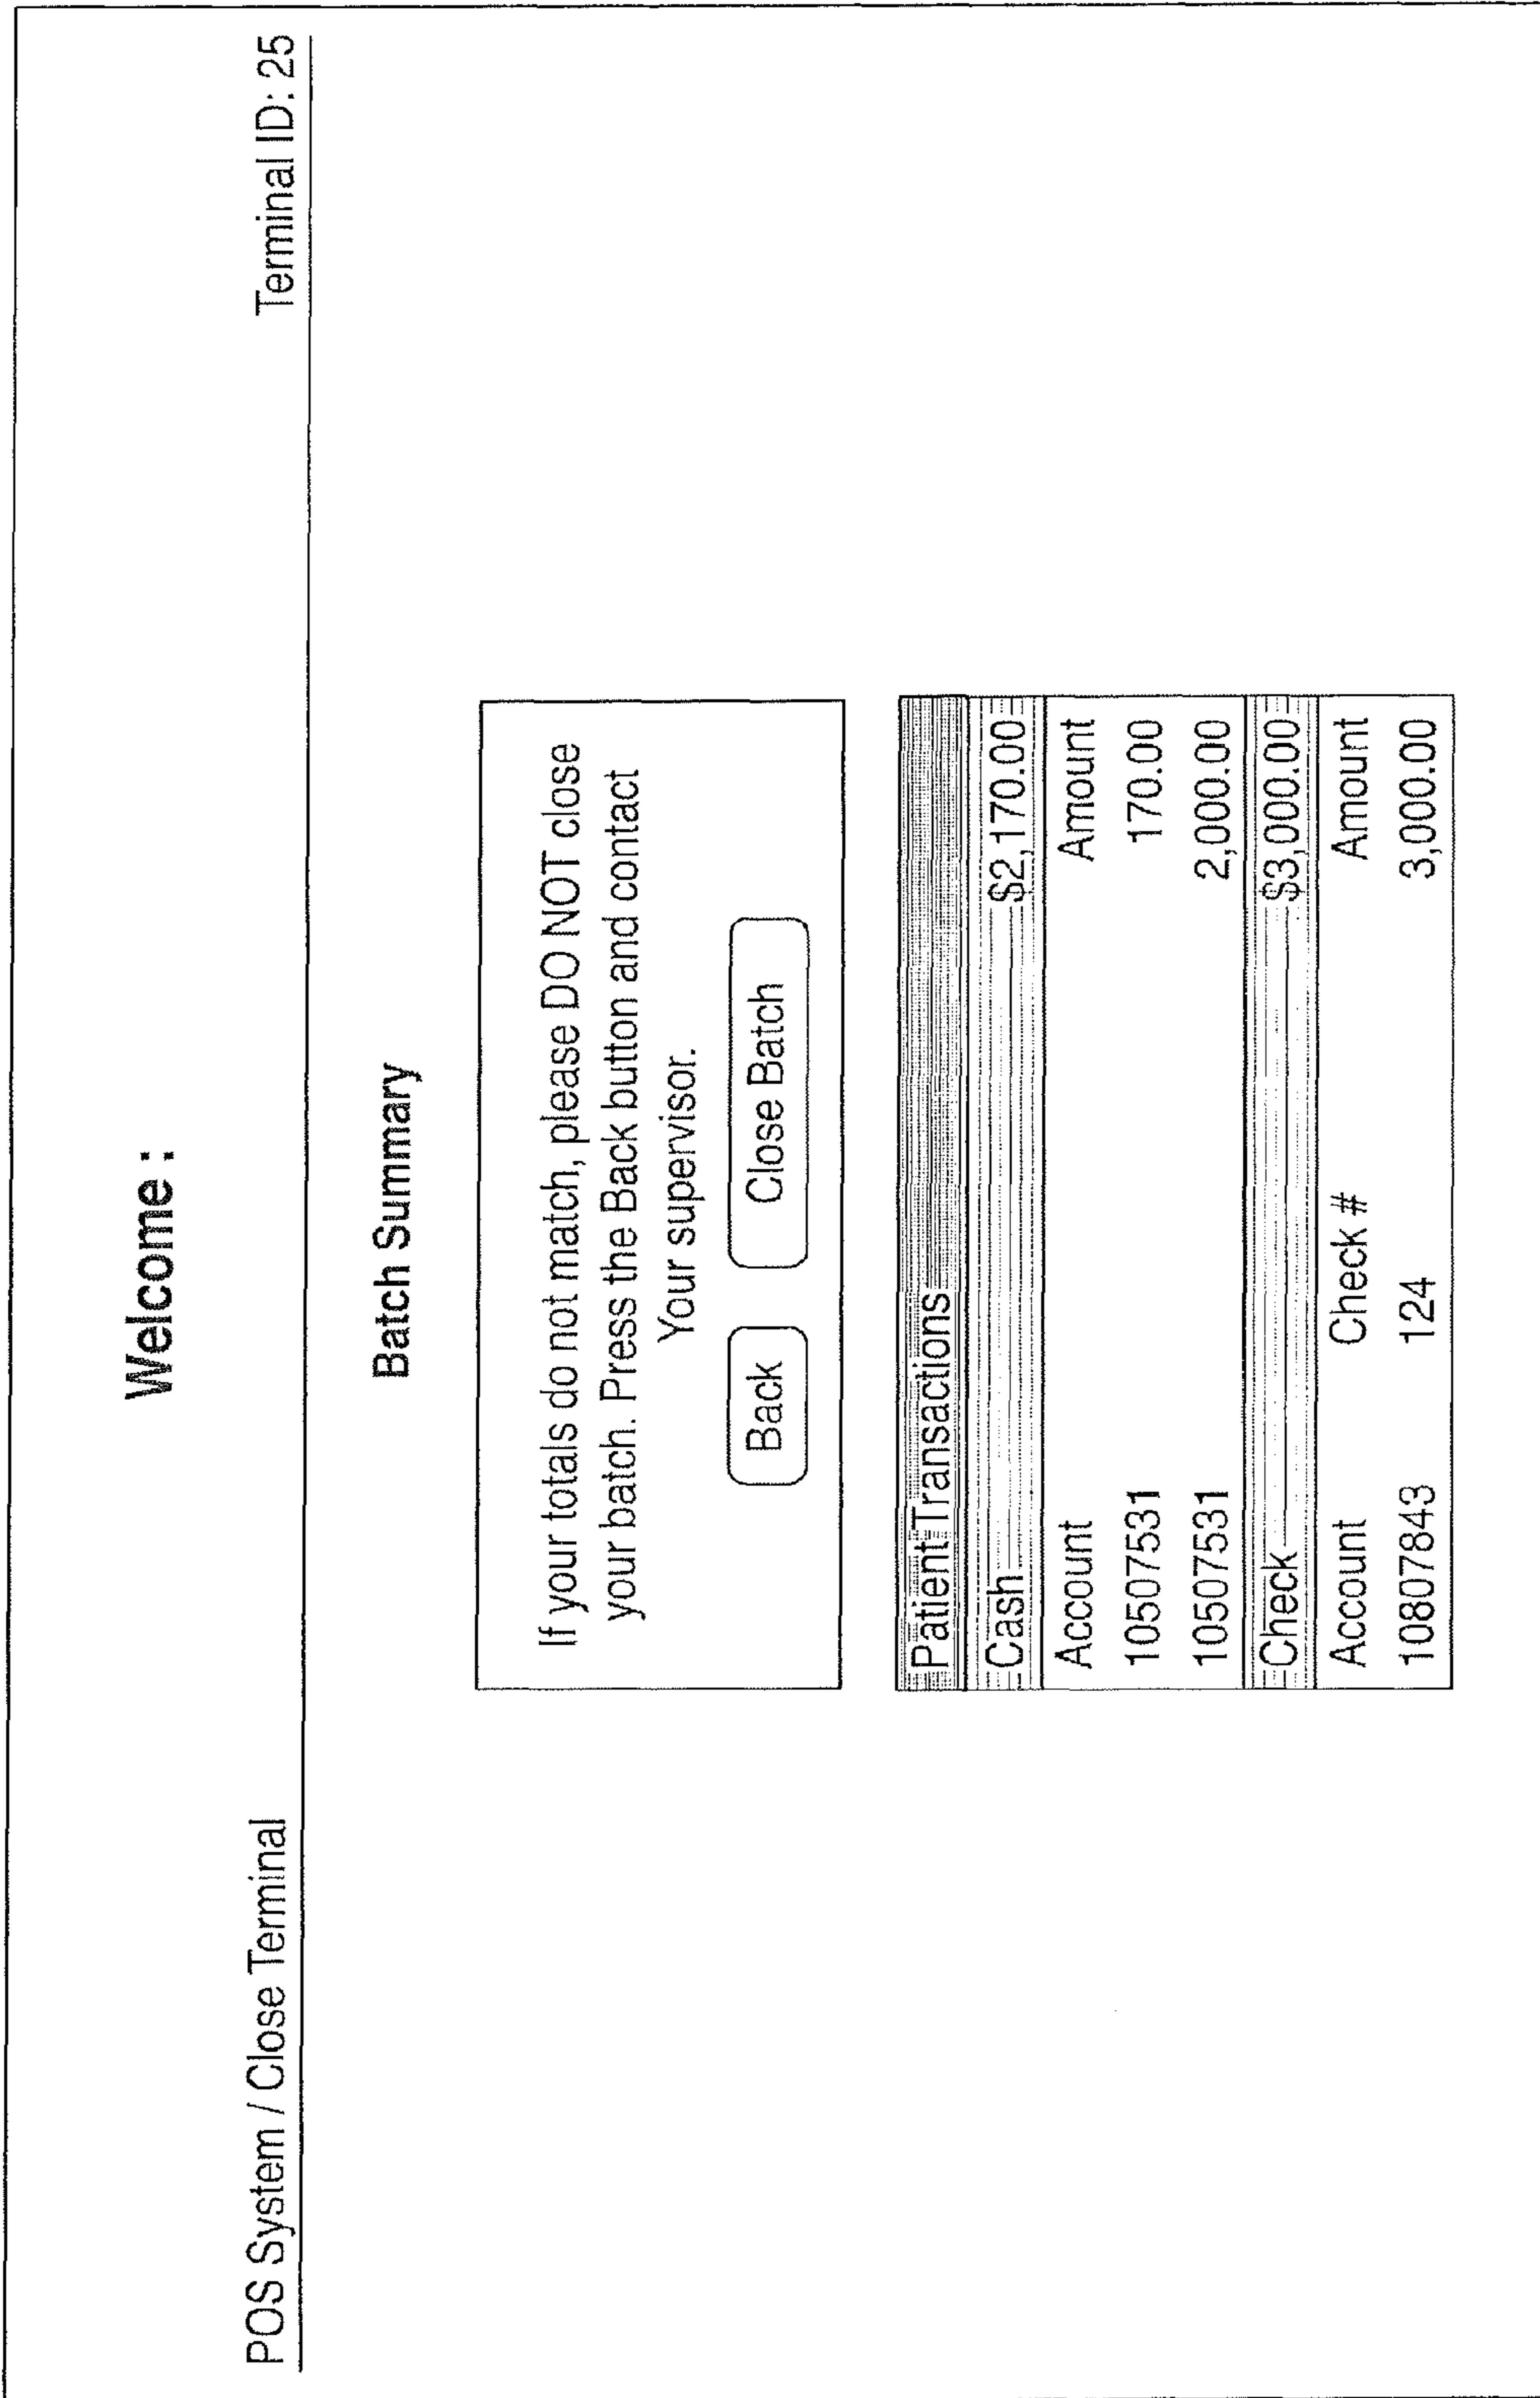 Welcome :
POS System / Close Terminal Terminal ID: 25
Batch Summary
If your totals do not match, please DO NOT close
your batch. Press the Back button and contact
Your supervisor.
Back Close Batch
Patient Transactions
Cash $2,170.00
Account Amount
10507531 170.00
10507531 2,000.00
Check $3,000.00
Account Check # Amount
10807843 124 3,000.00